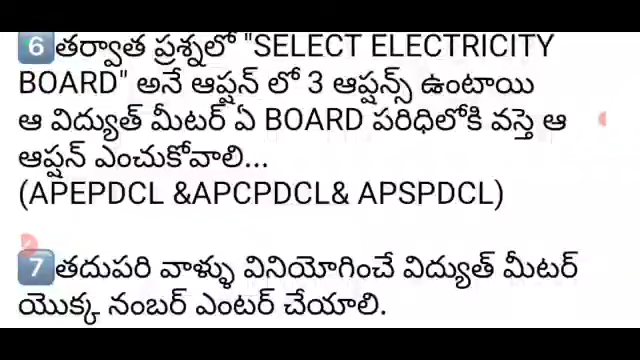 6 తర్వాత ప్రశ్నలో "SELECT ELECTRICITY
BOARD" అనే ఆప్షన్ లో 3 ఆప్షన్స్ ఉంటాయి
ఆ విద్యుత్ మీటర్ ఏ BOARD పరిధిలోకి వస్తె ఆ
ఆప్షన్ ఎంచుకోవాలి...
(APEPDCL &APCPDCL& APSPDCL)
7 తదుపరి వాళ్ళు వినియోగించే విద్యుత్ మీటర్
యొక్క నంబర్ ఎంటర్ చేయాలి.